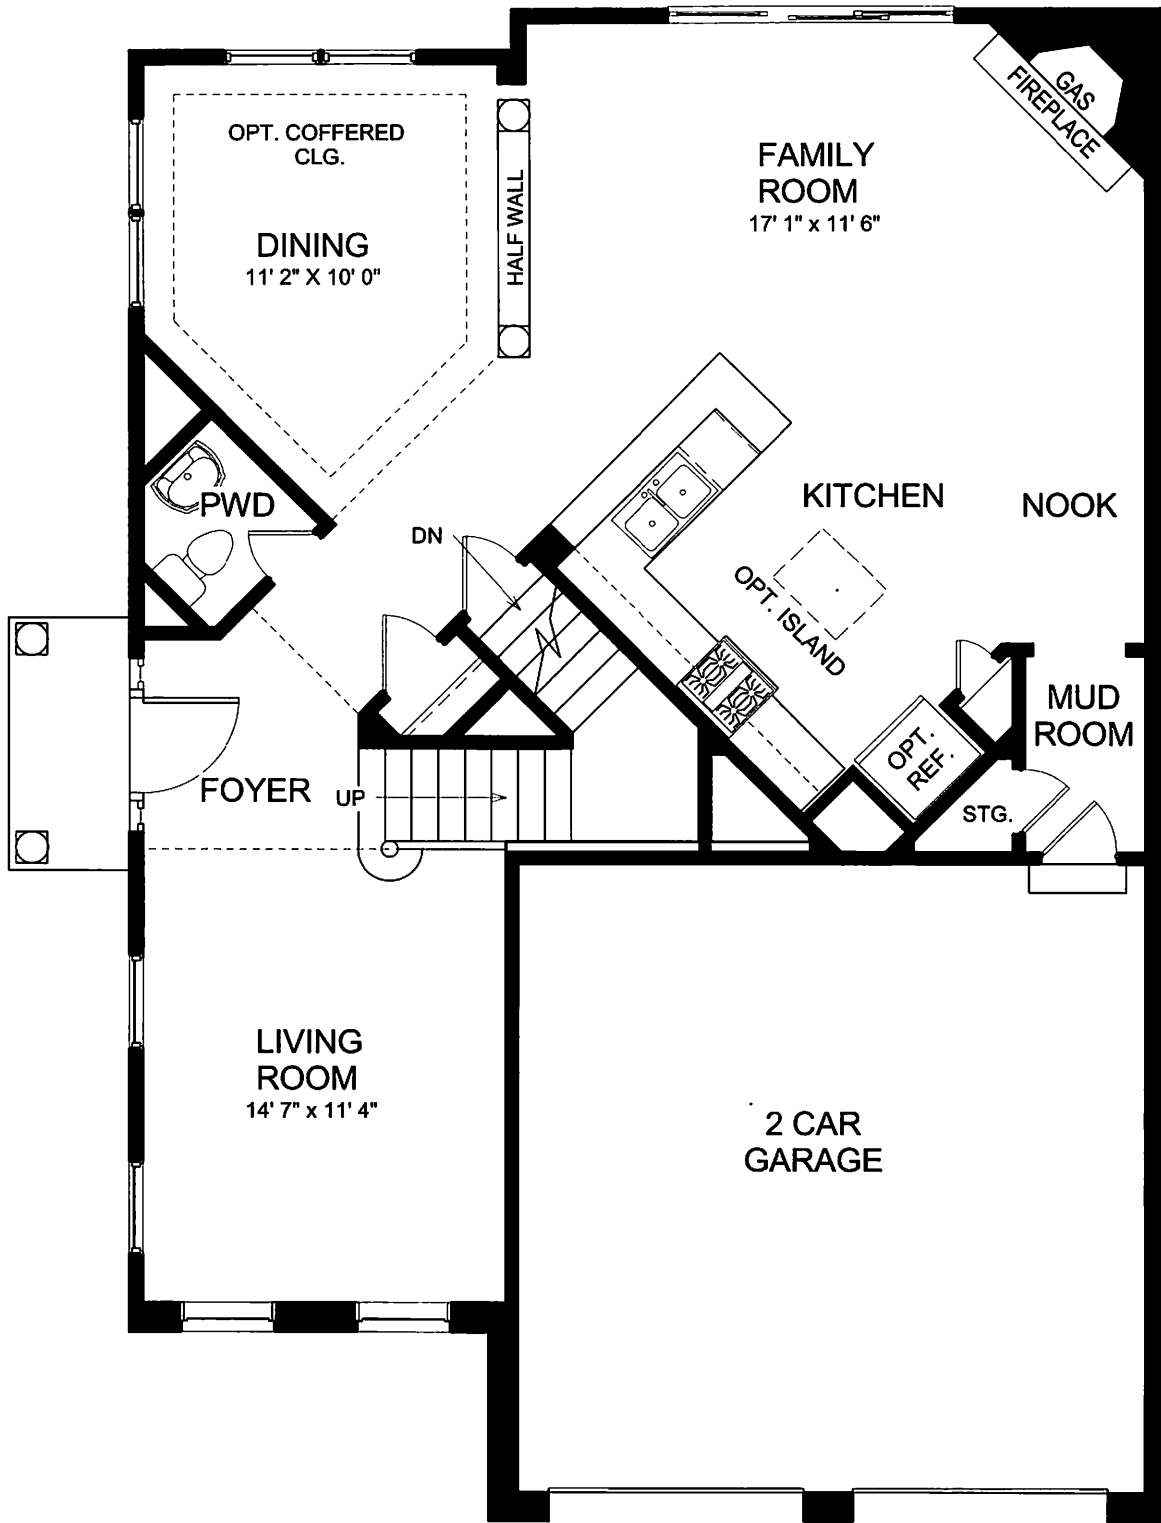 OPT. COFFERED
CLG.
DINING
11' 2" X 10' 0"
HALF WALL
FAMILY
ROOM
17' 1" x 11' 6"
GAS
FIREPLACE
PWD
DN
KITCHEN
NOOK
OPT. ISLAND
MUD
ROOM
OPT.
REF.
STG.
FOYER
UP
LIVING
ROOM
14' 7" x 11' 4"
2 CAR
GARAGE